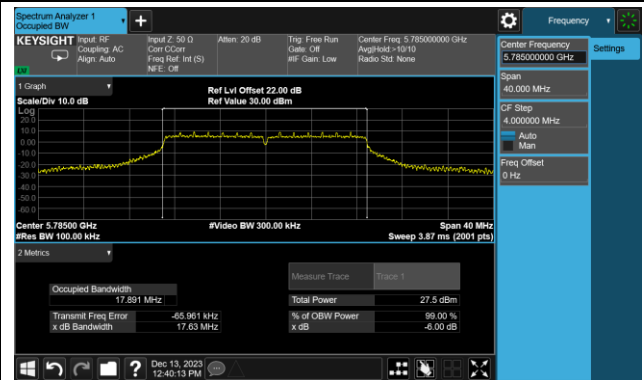 Spectrum Analyzer 1
Occupied BW
Frequency
KEYSIGHT
Input: RF
Coupling: AC
Align: Auto
Input Z: 50 Ω
Corr CCorr
Freq Ref: Int (S)
NFE: Off
Atten: 20 dB
Trig: Free Run
Gate: Off
#IF Gain: Low
Center Freq: 5.785000000 GHz
Avg|Hold:>10/10
Radio Std: None
LXI
Center Frequency
5.785000000 GHz
Settings
Span
40.000 MHz
CF Step
4.000000 MHz
Auto
Man
Freq Offset
0 Hz
1 Graph
Scale/Div 10.0 dB
Ref Lvl Offset 22.00 dB
Ref Value 30.00 dBm
Log
20.0
10.0
0.00
-10.0
-20.0
-30.0
-40.0
-50.0
-60.0
Center 5.78500 GHz
#Res BW 100.00 kHz
#Video BW 300.00 kHz
Span 40 MHz
Sweep 3.87 ms (2001 pts)
2 Metrics
Measure Trace
Trace 1
Occupied Bandwidth
17.891 MHz
Total Power
27.5 dBm
Transmit Freq Error
-65.961 kHz
% of OBW Power
99.00 %
x dB Bandwidth
17.63 MHz
x dB
-6.00 dB
?
Dec 13, 2023
12:40:13 PM